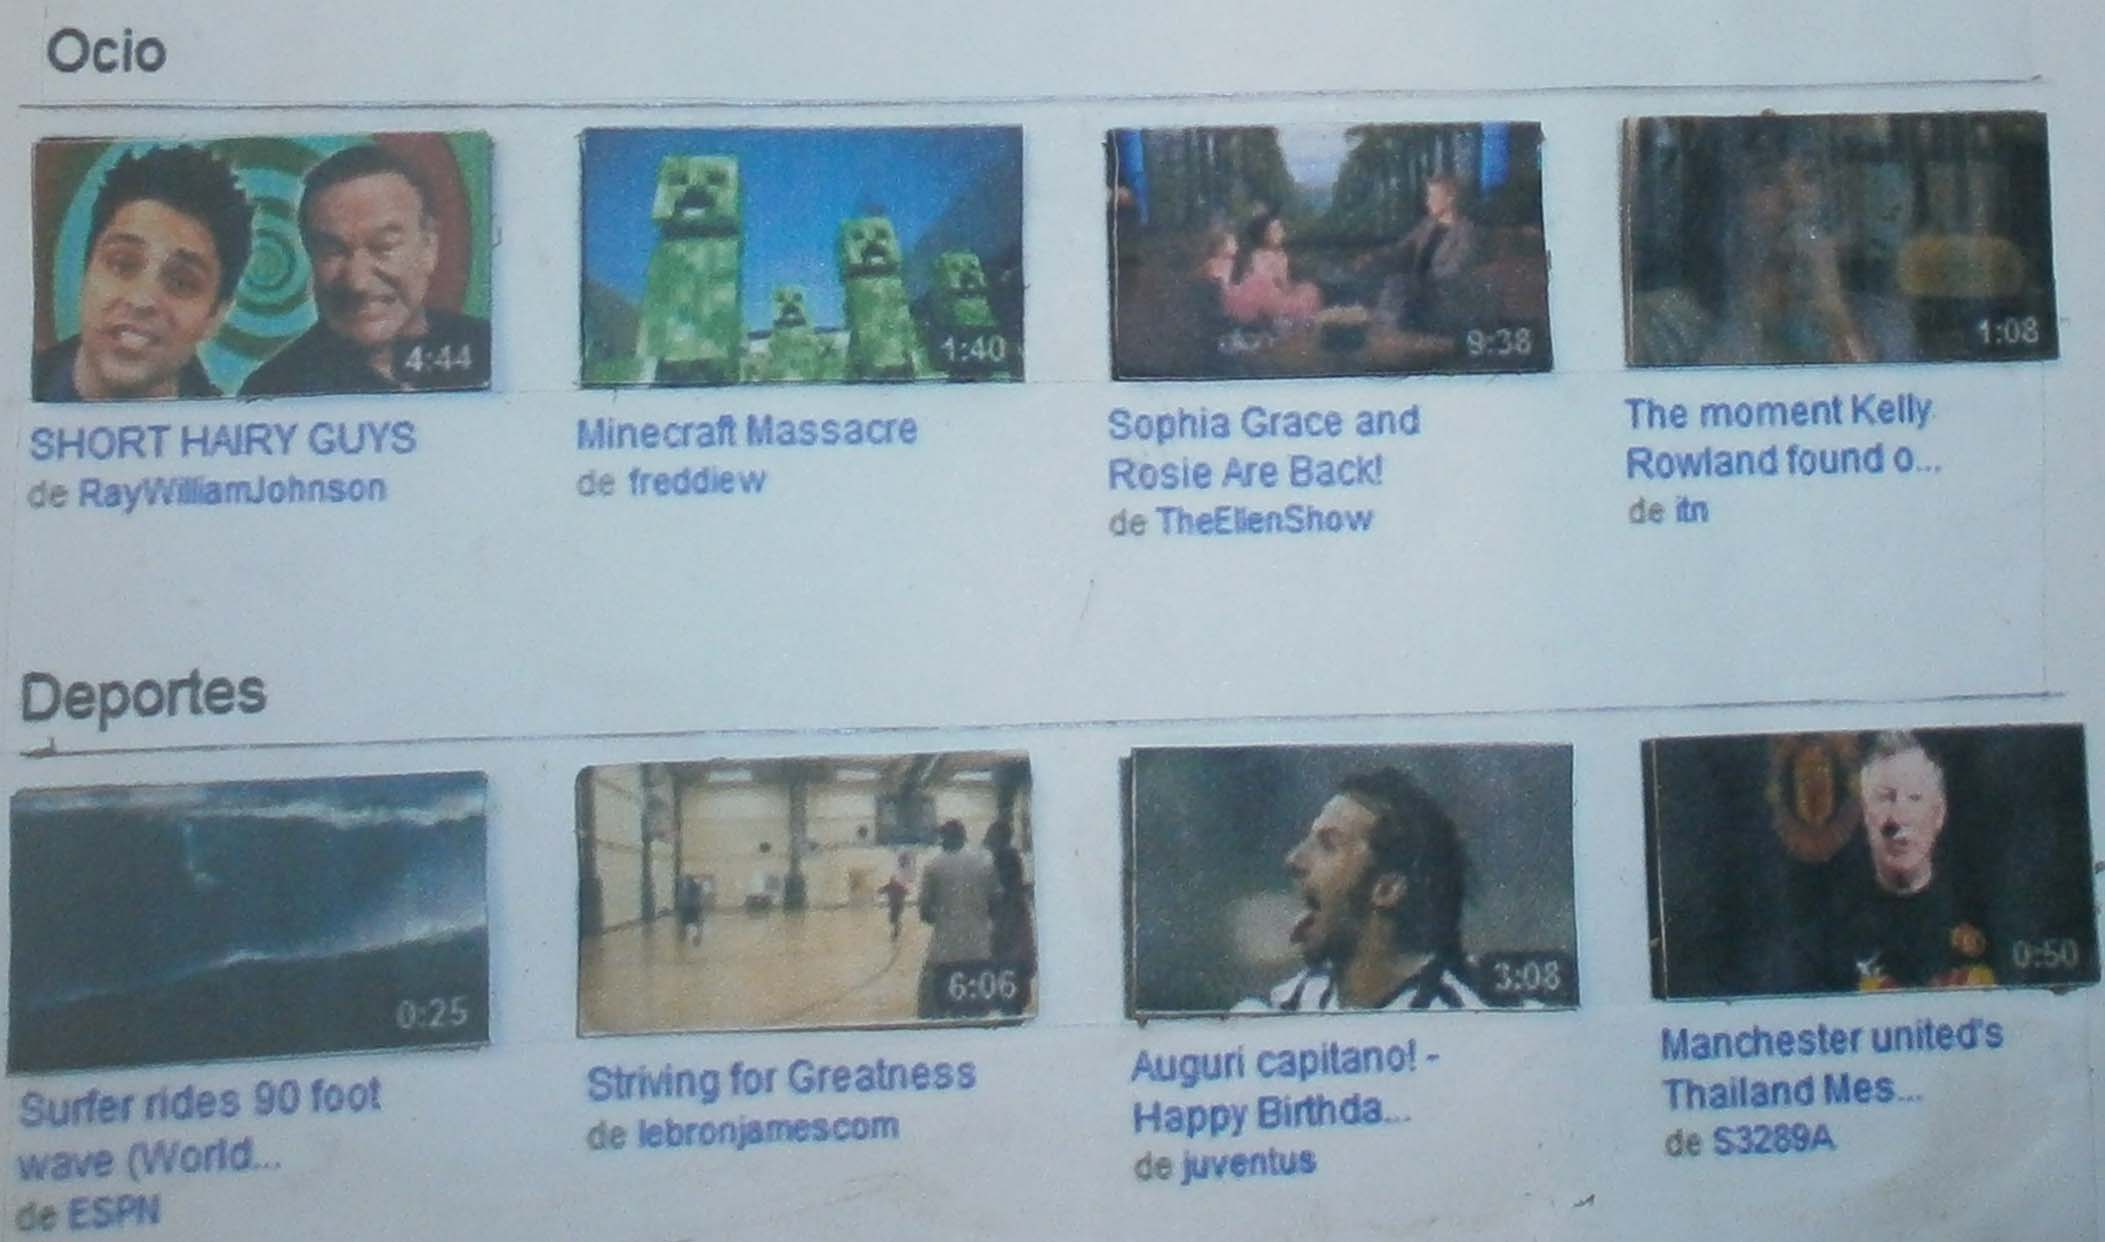 Ocio
4:44
1:40
9:38
1:08
SHORT HAIRY GUYS
de RayWilliamJohnson
Minecraft Massacre
de freddiew
Sophia Grace and
Rosie Are Back!
de TheEllenShow
The moment Kelly
Rowland found o...
de itn
Deportes
0:25
6:06
3:08
0:50
Surfer rides 90 foot
wave (World...
de ESPN
Striving for Greatness
de lebronjamescom
Auguri capitano! -
Happy Birthda...
de juventus
Manchester united's
Thailand Mes...
de S3289A